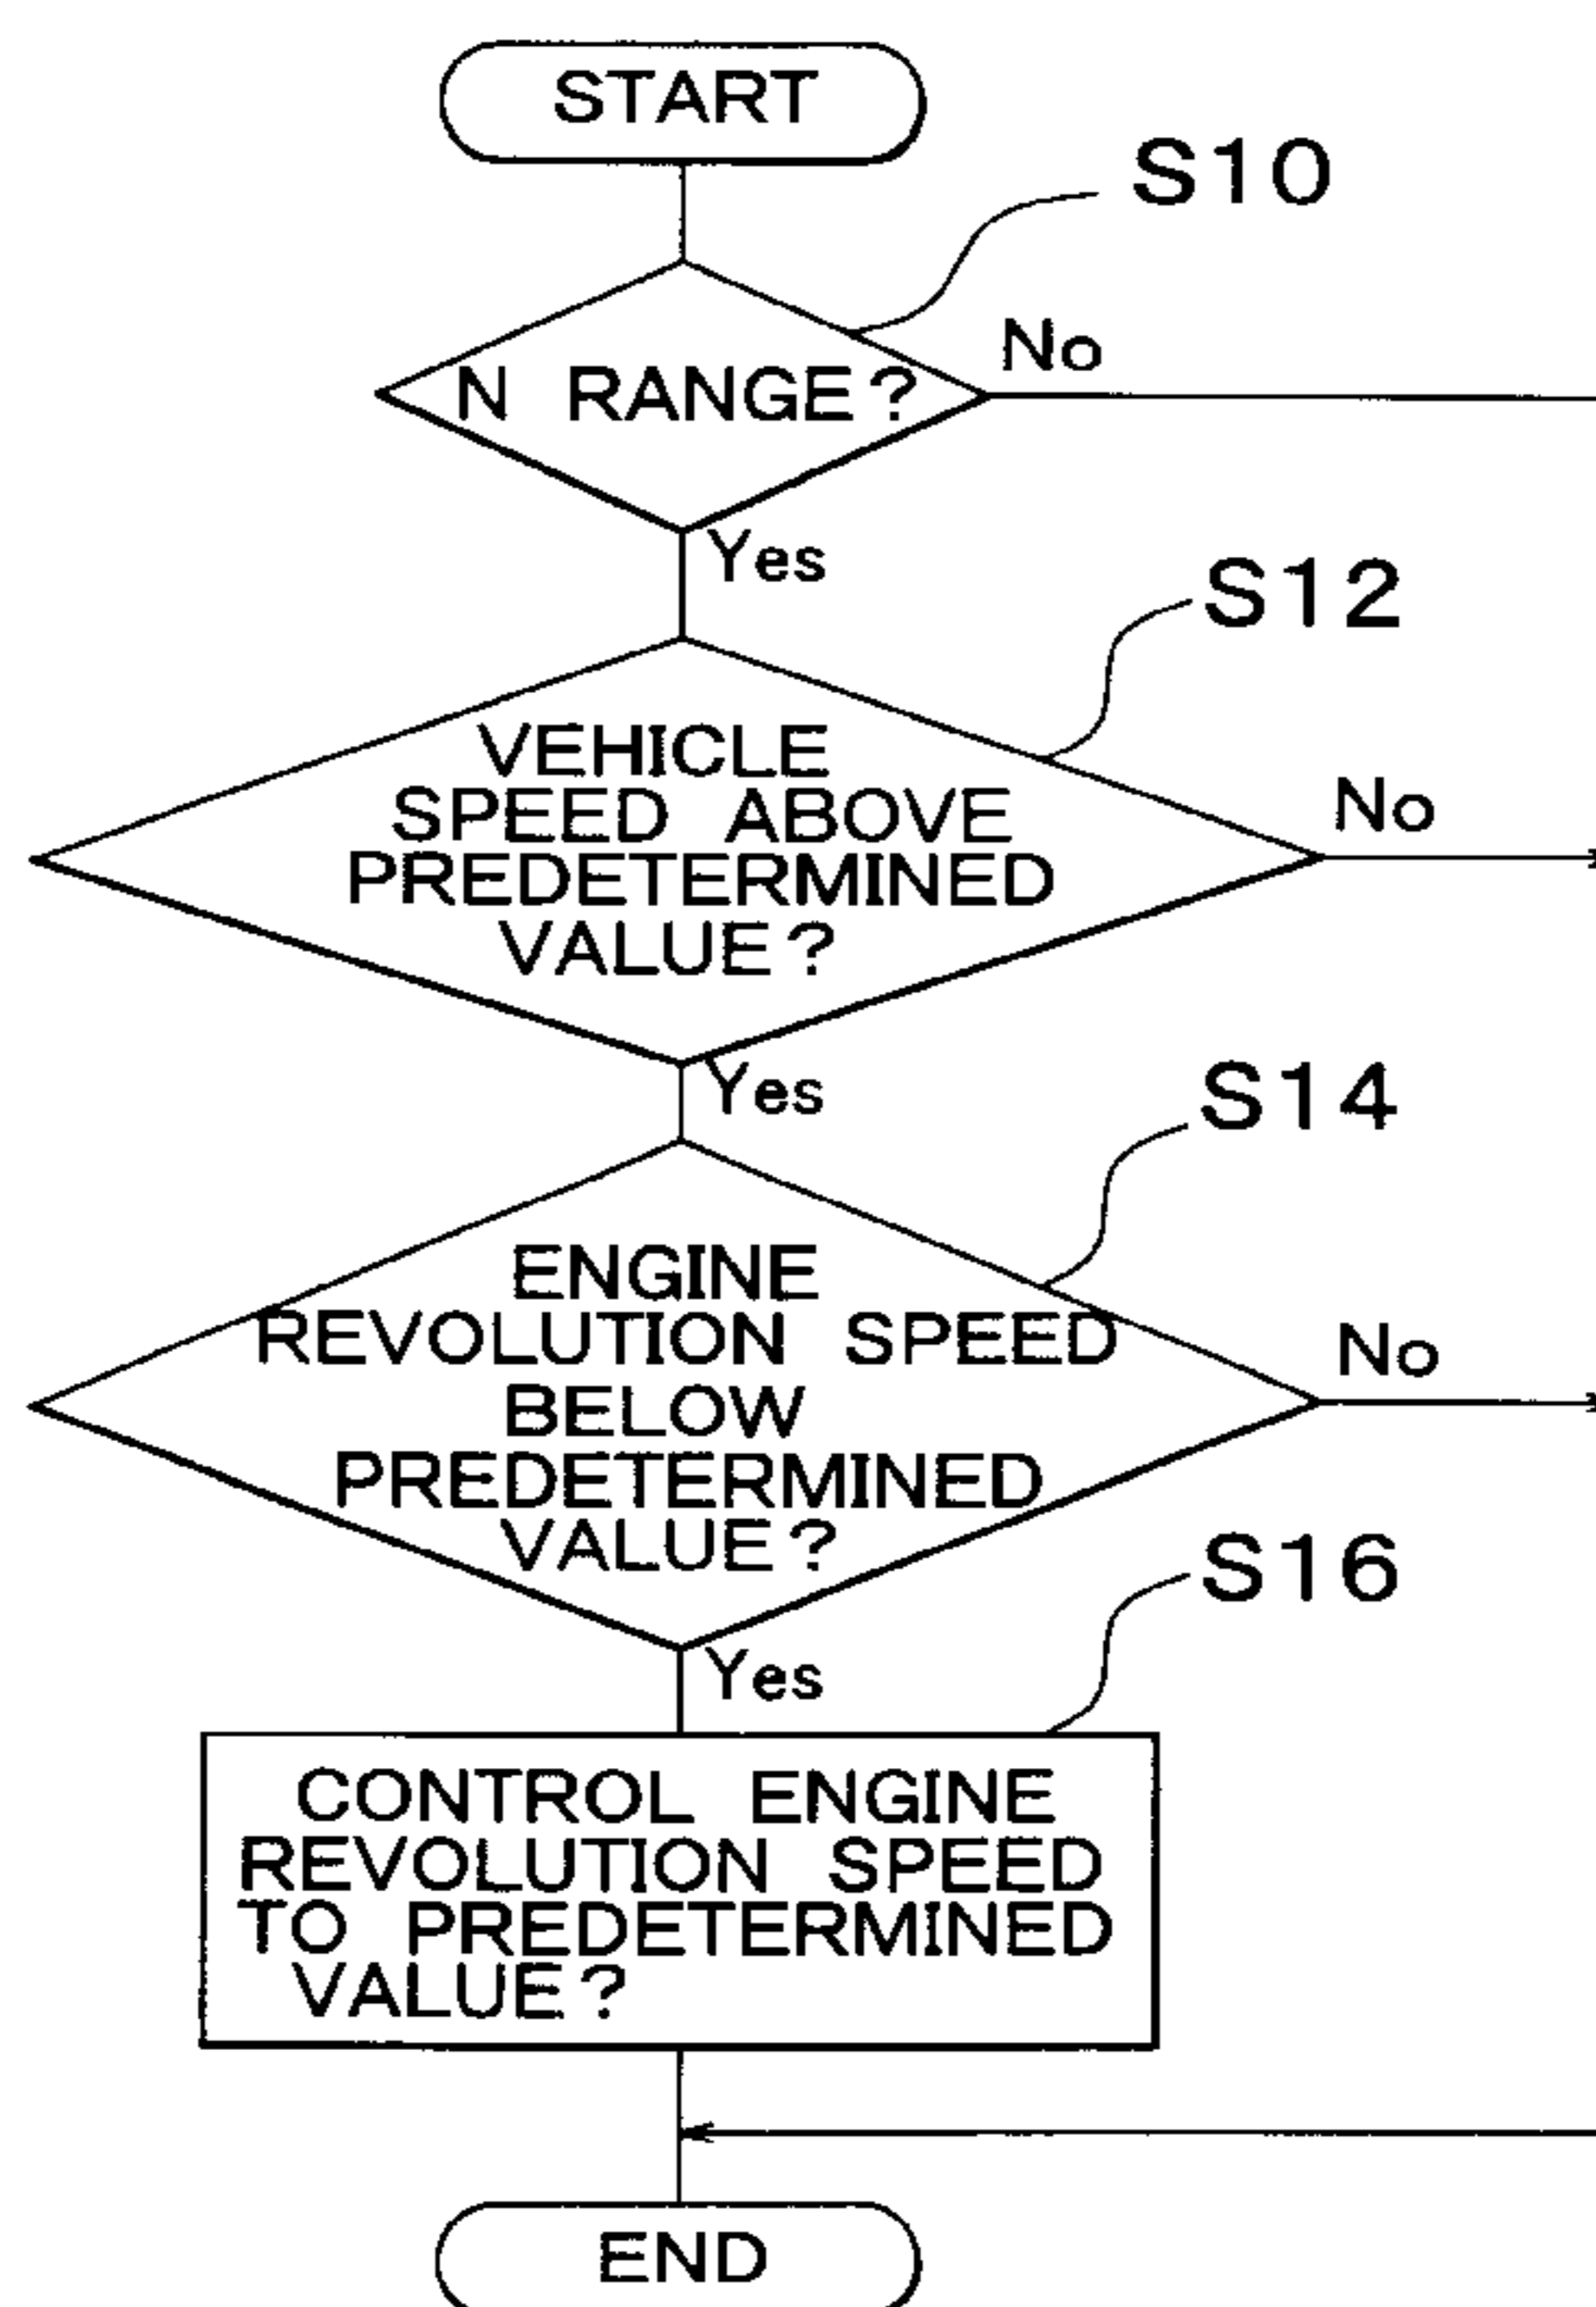 START
S10
N RANGE?
No
Yes
S12
VEHICLE
SPEED ABOVE
PREDETERMINED
VALUE?
No
Yes
S14
ENGINE
REVOLUTION SPEED
BELOW
PREDETERMINED
VALUE?
No
Yes
S16
CONTROL ENGINE
REVOLUTION SPEED
TO PREDETERMINED
VALUE?
END